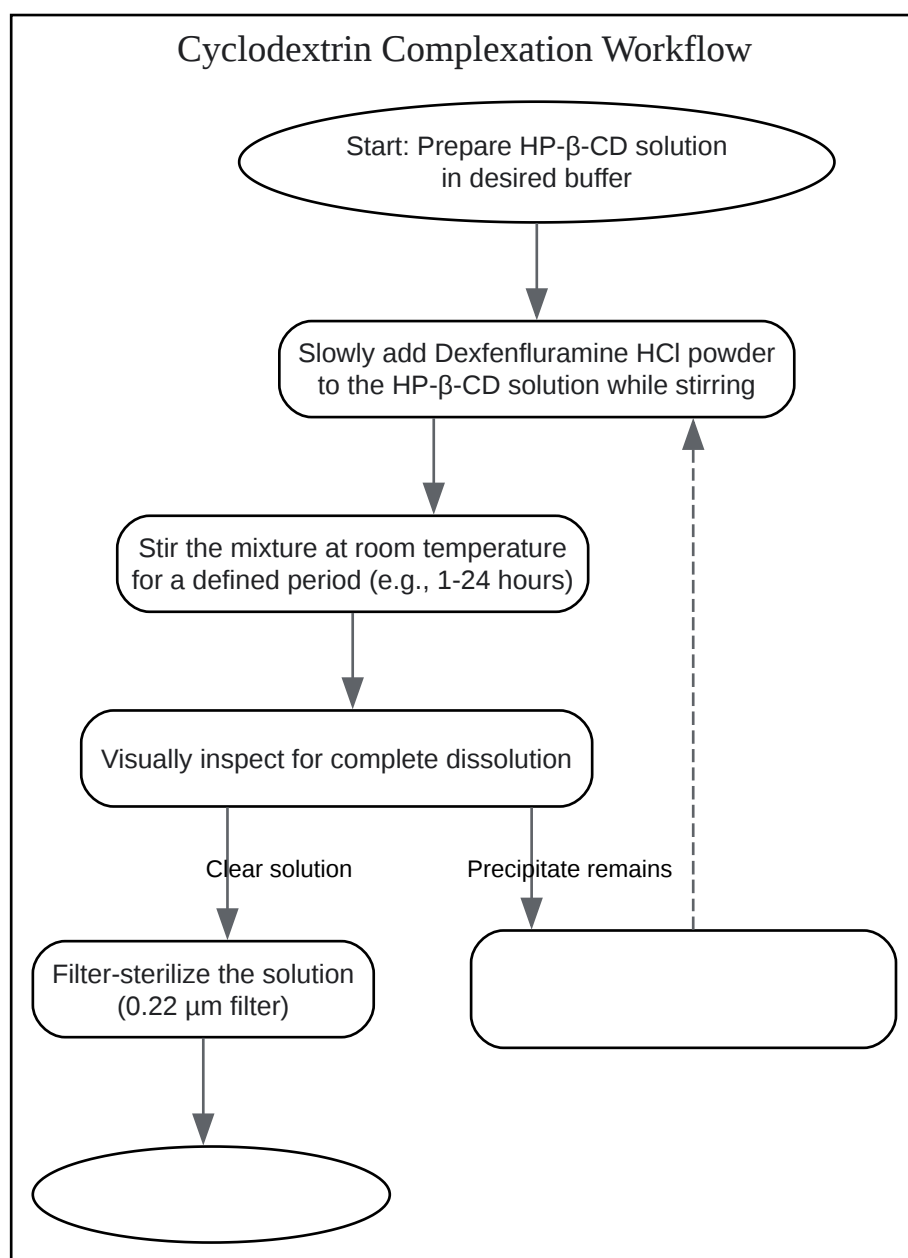 Cyclodextrin Complexation Workflow
Start: Prepare HP-β-CD solution
in desired buffer
Slowly add Dexfenfluramine HCl powder
to the HP-β-CD solution while stirring
Stir the mixture at room temperature
for a defined period (e.g., 1-24 hours)
Visually inspect for complete dissolution
Clear solution
Precipitate remains
Filter-sterilize the solution
(0.22 µm filter)